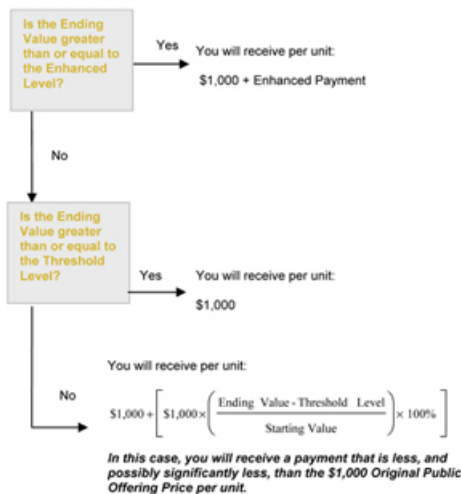 Is the Ending
Value greater
than or equal to
the Enhanced
Level?
Yes
You will receive per unit:
$1,000 + Enhanced Payment
No
Is the Ending
Value greater
than or equal to
the Threshold
Level?
Yes
You will receive per unit:
$1,000
No
You will receive per unit:
$1,000 + [ $1,000 × ( Ending Value - Threshold Level / Starting Value ) × 100% ]
In this case, you will receive a payment that is less, and
possibly significantly less, than the $1,000 Original Public
Offering Price per unit.